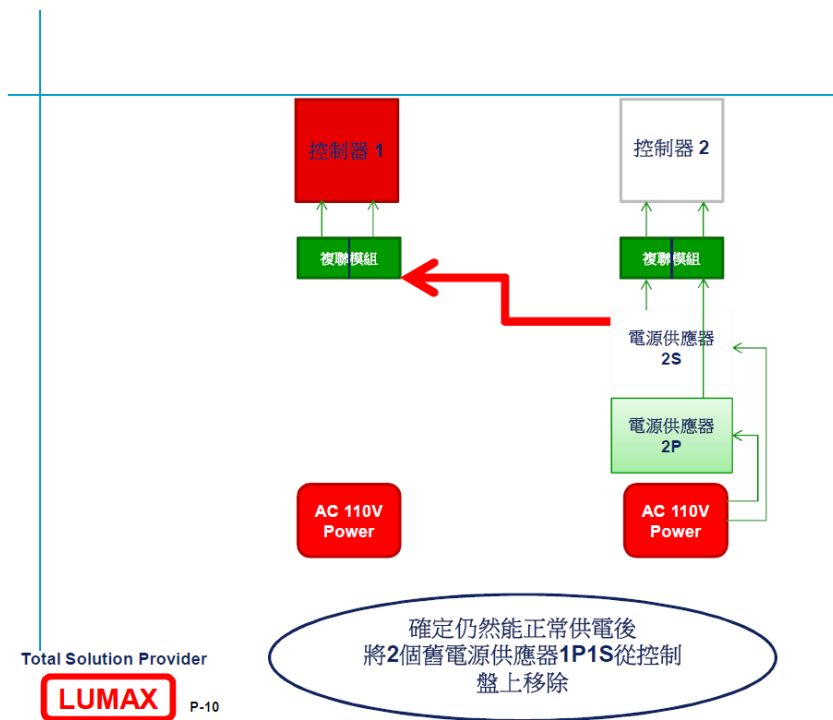 控制器 1
控制器 2
複聯模組
複聯模組
電源供應器
2S
電源供應器
2P
AC 110V
Power
AC 110V
Power
確定仍然能正常供電後
將2個舊電源供應器1P1S從控制
盤上移除
Total Solution Provider
LUMAX
P-10